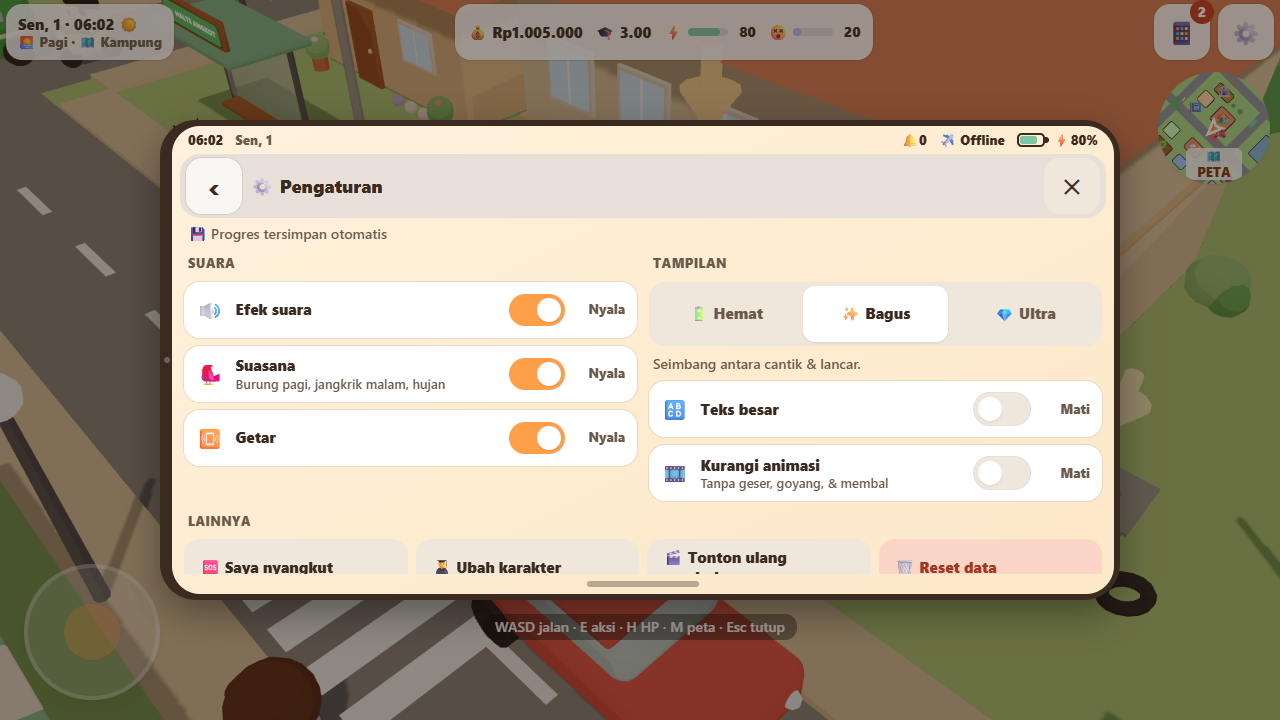 Sen, 1 · 06:02
Pagi · Kampung
Rp1.005.000
3.00
80
20
2
HALTE ANGKOT
PETA
06:02 Sen, 1
0 Offline 80%
‹ Pengaturan ×
Progres tersimpan otomatis
SUARA
Efek suara Nyala
Suasana
Burung pagi, jangkrik malam, hujan
Nyala
Getar Nyala
TAMPILAN
Hemat Bagus Ultra
Seimbang antara cantik & lancar.
Teks besar Mati
Kurangi animasi
Tanpa geser, goyang, & membal
Mati
LAINNYA
Saya nyangkut
Ubah karakter
Tonton ulang
Reset data
WASD jalan · E aksi · H HP · M peta · Esc tutup